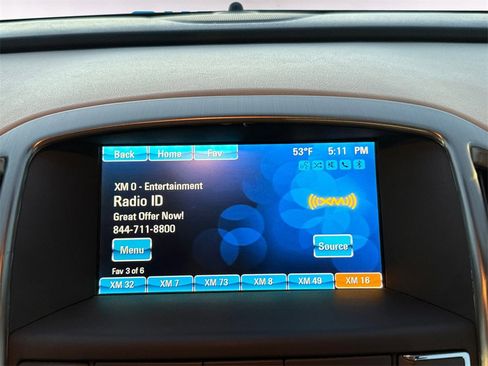 Back Home Fav 53°F 5:11 PM
XM 0 - Entertainment
Radio ID
Great Offer Now!
844-711-8800
((XM))
Menu Source
Fav 3 of 6
XM 32 XM 7 XM 73 XM 8 XM 49 XM 16